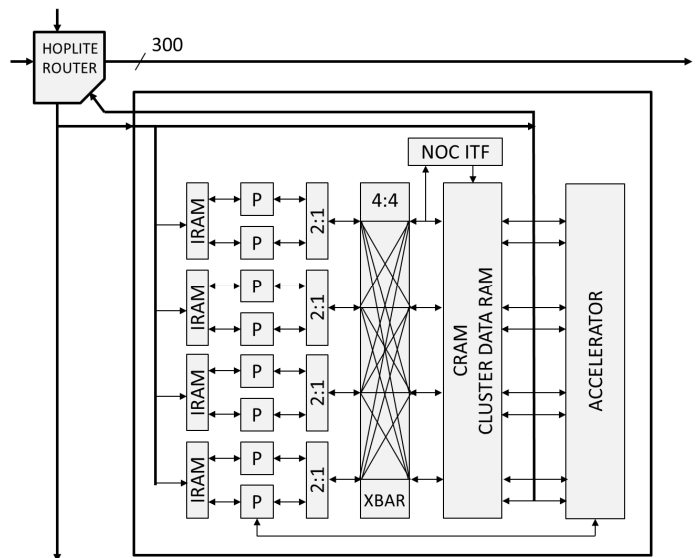 HOPLITE
ROUTER
300
NOC ITF
IRAM
P
P
2:1
IRAM
P
P
2:1
IRAM
P
P
2:1
IRAM
P
P
2:1
4:4
XBAR
CRAM
CLUSTER DATA RAM
ACCELERATOR